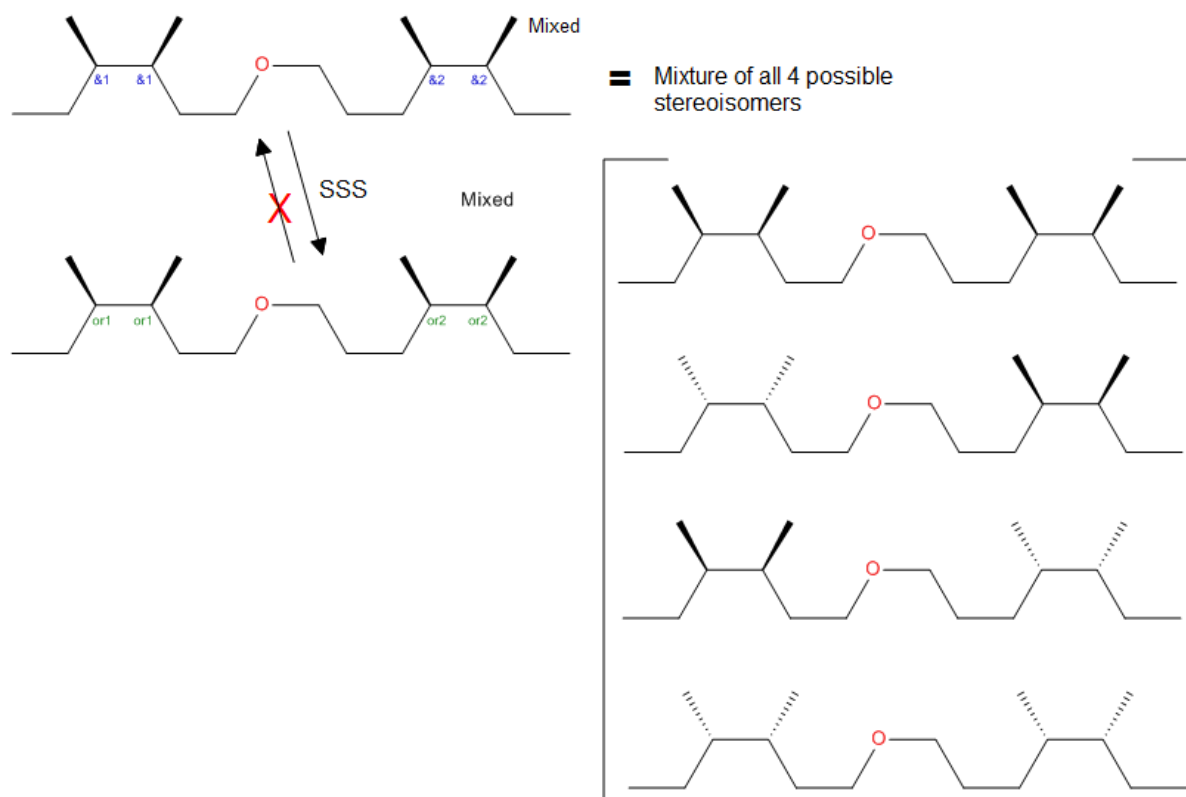 Mixed
O
&1 &1 &2 &2
= Mixture of all 4 possible
stereoisomers
SSS
X
Mixed
O
or1 or1 or2 or2
O
O
O
O